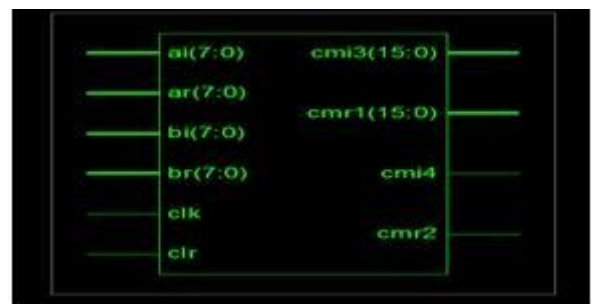 ai(7:0)
ar(7:0)
bi(7:0)
br(7:0)
clk
clr
cmi3(15:0)
cmr1(15:0)
cmi4
cmr2